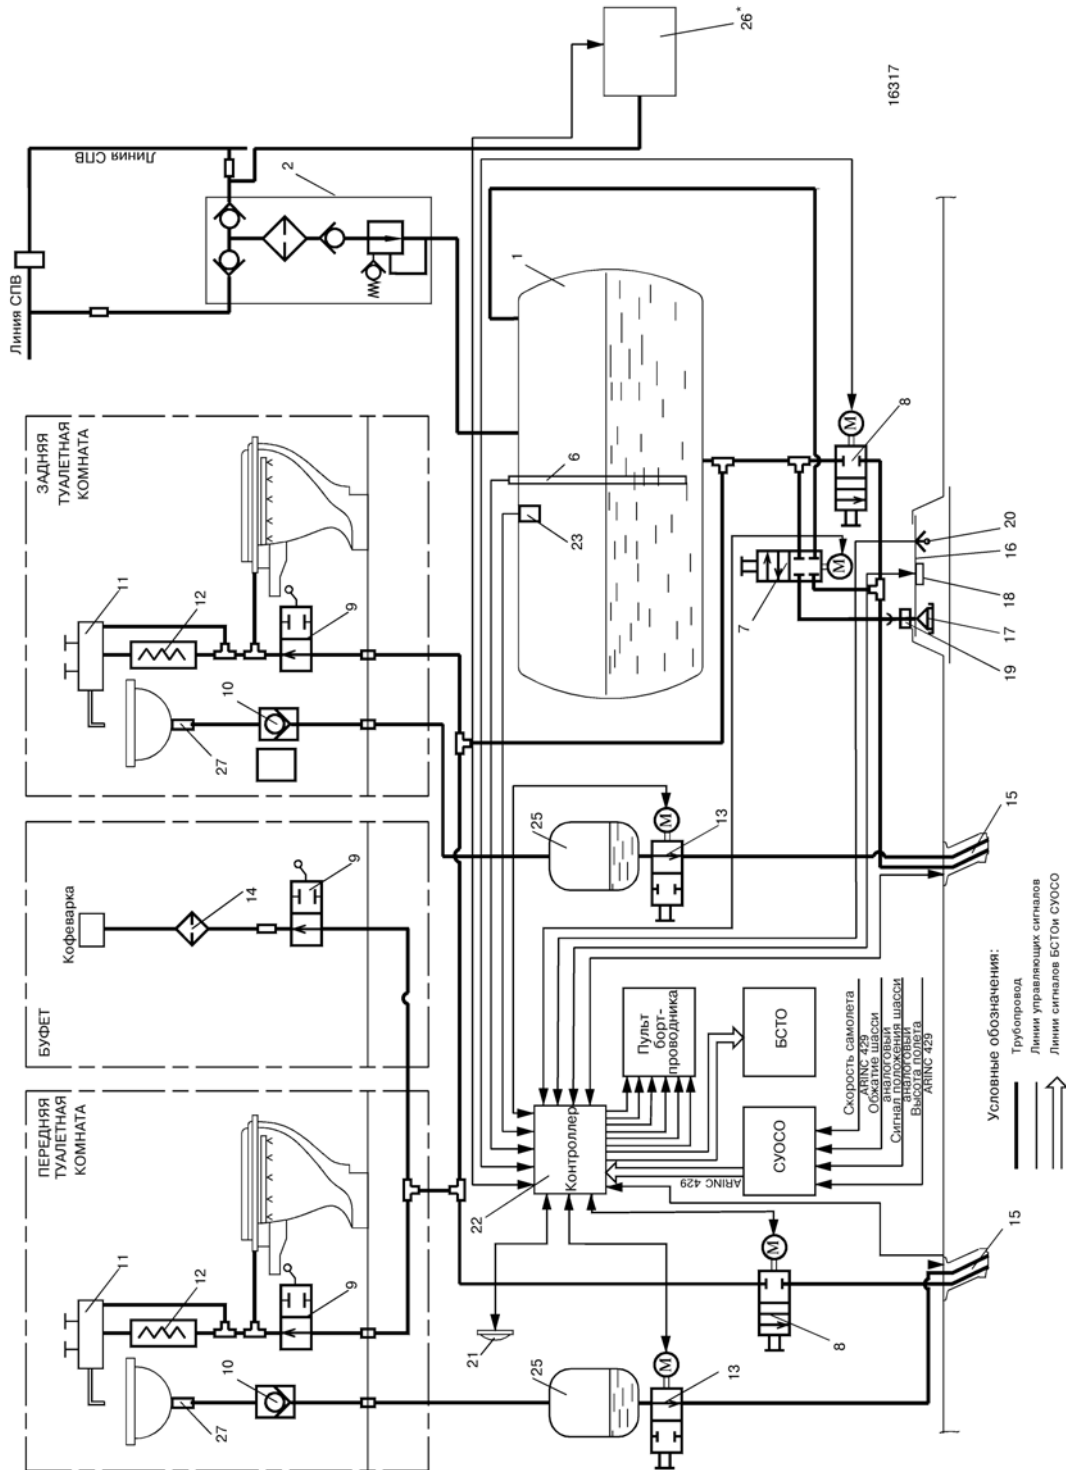 26*
16317
Линия СПВ
Линия СПВ
2
1
ЗАДНЯЯ
ТУАЛЕТНАЯ
КОМНАТА
11
12
9
10
27
6
23
7
8
M
M
20
16
18
17
19
БУФЕТ
Кофеварка
14
9
25
13
M
15
Пульт
борт-
проводника
БСТО
СУОСО
Контроллер
22
ARINC 429
Скорость самолета
ARINC 429
Обжатие шасси
аналоговый
Сигнал положения шасси
аналоговый
Высота полета
ARINC 429
ПЕРЕДНЯЯ
ТУАЛЕТНАЯ
КОМНАТА
11
12
9
10
27
21
25
M
13
M
8
15
Условные обозначения:
Трубопровод
Линии управляющих сигналов
Линии сигналов БСТОи СУОСО